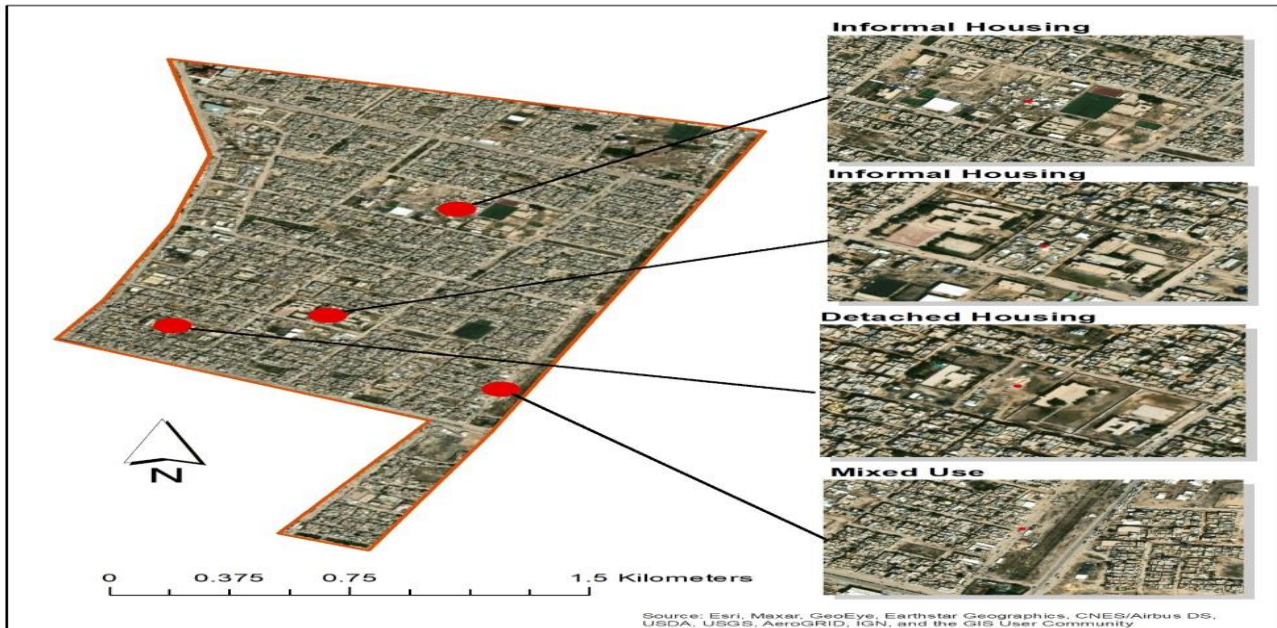 Informal Housing
Informal Housing
Detached Housing
Mixed Use
N
0 0.375 0.75 1.5 Kilometers
Source: Esri, Maxar, GeoEye, Earthstar Geographics, CNES/Airbus DS,
USDA, USGS, AeroGRID, IGN, and the GIS User Community